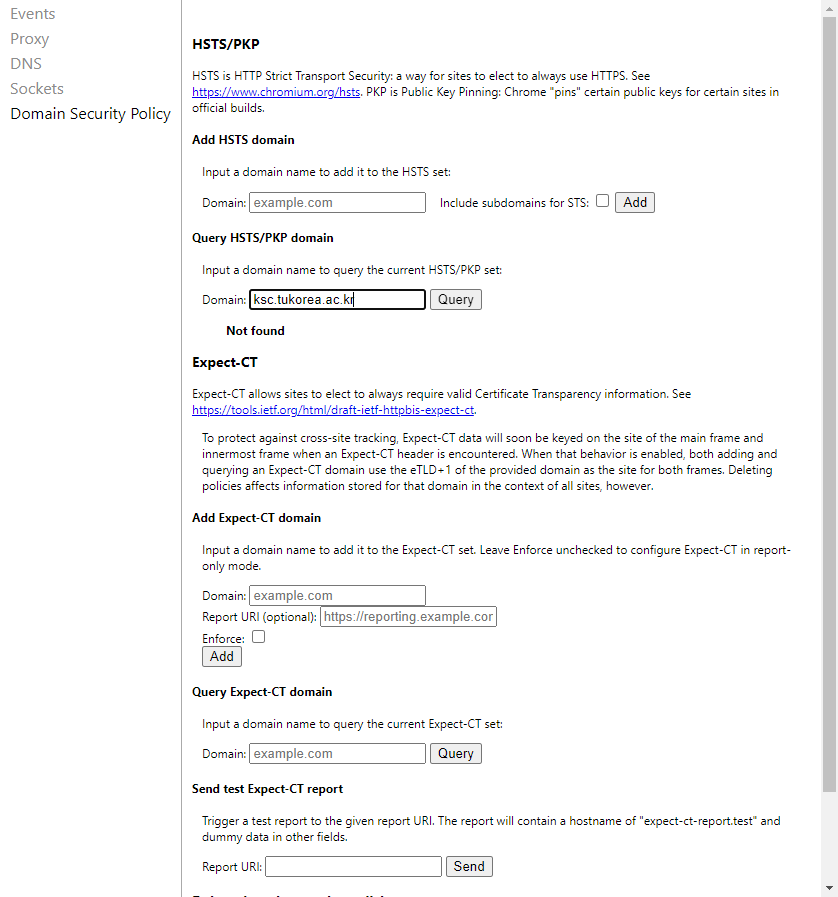 Events
Proxy
DNS
Sockets
Domain Security Policy
HSTS/PKP
HSTS is HTTP Strict Transport Security: a way for sites to elect to always use HTTPS. See
https://www.chromium.org/hsts. PKP is Public Key Pinning: Chrome "pins" certain public keys for certain sites in
official builds.
Add HSTS domain
Input a domain name to add it to the HSTS set:
Domain: example.com Include subdomains for STS: Add
Query HSTS/PKP domain
Input a domain name to query the current HSTS/PKP set:
Domain: ksc.tukorea.ac.kr Query
Not found
Expect-CT
Expect-CT allows sites to elect to always require valid Certificate Transparency information. See
https://tools.ietf.org/html/draft-ietf-httpbis-expect-ct.
To protect against cross-site tracking, Expect-CT data will soon be keyed on the site of the main frame and
innermost frame when an Expect-CT header is encountered. When that behavior is enabled, both adding and
querying an Expect-CT domain use the eTLD+1 of the provided domain as the site for both frames. Deleting
policies affects information stored for that domain in the context of all sites, however.
Add Expect-CT domain
Input a domain name to add it to the Expect-CT set. Leave Enforce unchecked to configure Expect-CT in report-
only mode.
Domain: example.com
Report URI (optional): https://reporting.example.cor
Enforce:
Add
Query Expect-CT domain
Input a domain name to query the current Expect-CT set:
Domain: example.com Query
Send test Expect-CT report
Trigger a test report to the given report URI. The report will contain a hostname of "expect-ct-report.test" and
dummy data in other fields.
Report URI: Send